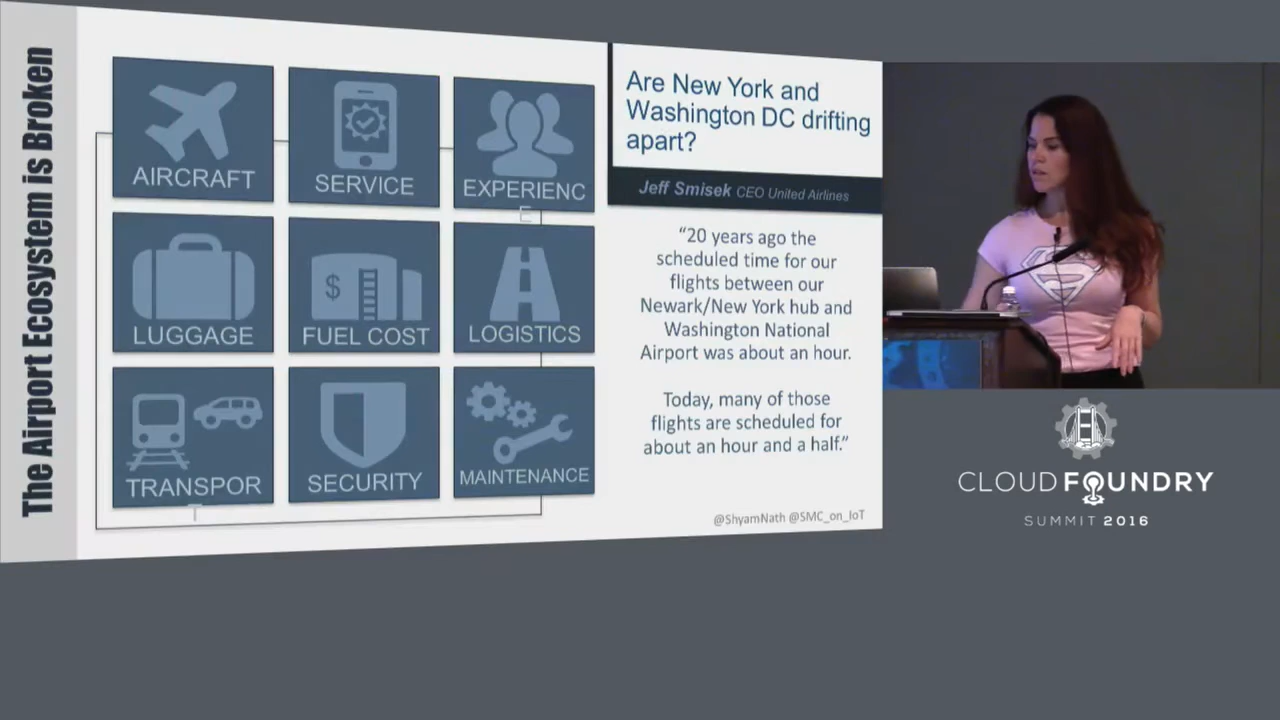 The Airport Ecosystem is Broken
AIRCRAFT
SERVICE
EXPERIENC
E
LUGGAGE
FUEL COST
$
LOGISTICS
TRANSPOR
T
SECURITY
MAINTENANCE
Are New York and
Washington DC drifting
apart?
Jeff Smisek CEO United Airlines
“20 years ago the
scheduled time for our
flights between our
Newark/New York hub and
Washington National
Airport was about an hour.
Today, many of those
flights are scheduled for
about an hour and a half.”
@ShyamNath @SMC_on_IoT
S
CLOUD FOUNDRY
SUMMIT 2016